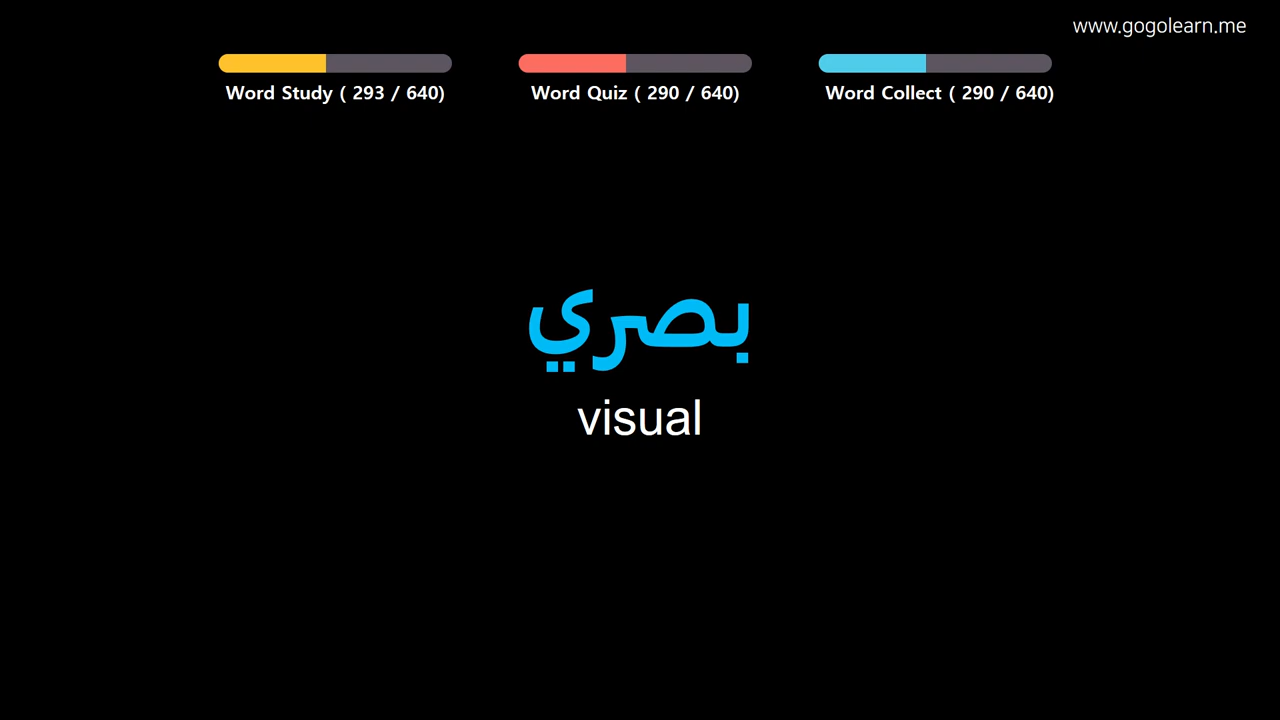 www.gogolearn.me
Word Study ( 293 / 640)
Word Quiz ( 290 / 640)
Word Collect ( 290 / 640)
بصري
visual